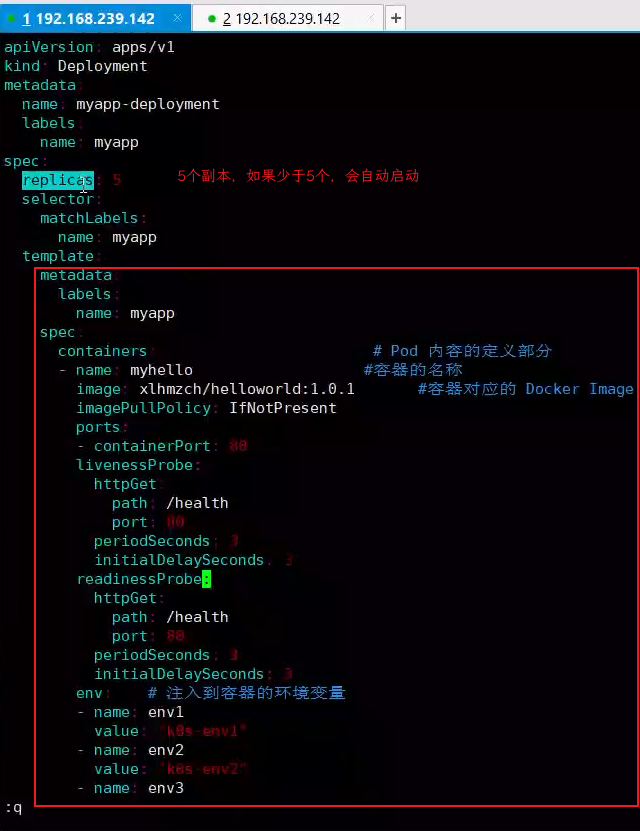 1 192.168.239.142 × 2 192.168.239.142 × +
apiVersion: apps/v1
kind: Deployment
metadata:
  name: myapp-deployment
  labels:
    name: myapp
spec:
  replicas: 5 5个副本，如果少于5个，会自动启动
  selector:
    matchLabels:
      name: myapp
  template:
    metadata:
      labels:
        name: myapp
    spec:
      containers: # Pod 内容的定义部分
      - name: myhello #容器的名称
        image: xlhmzch/helloworld:1.0.1 #容器对应的 Docker Image
        imagePullPolicy: IfNotPresent
        ports:
        - containerPort: 80
        livenessProbe:
          httpGet:
            path: /health
            port: 80
          periodSeconds: 3
          initialDelaySeconds: 3
        readinessProbe:
          httpGet:
            path: /health
            port: 80
          periodSeconds: 3
          initialDelaySeconds: 3
        env: # 注入到容器的环境变量
        - name: env1
          value: "k8s-env1"
        - name: env2
          value: "k8s-env2"
        - name: env3
:q